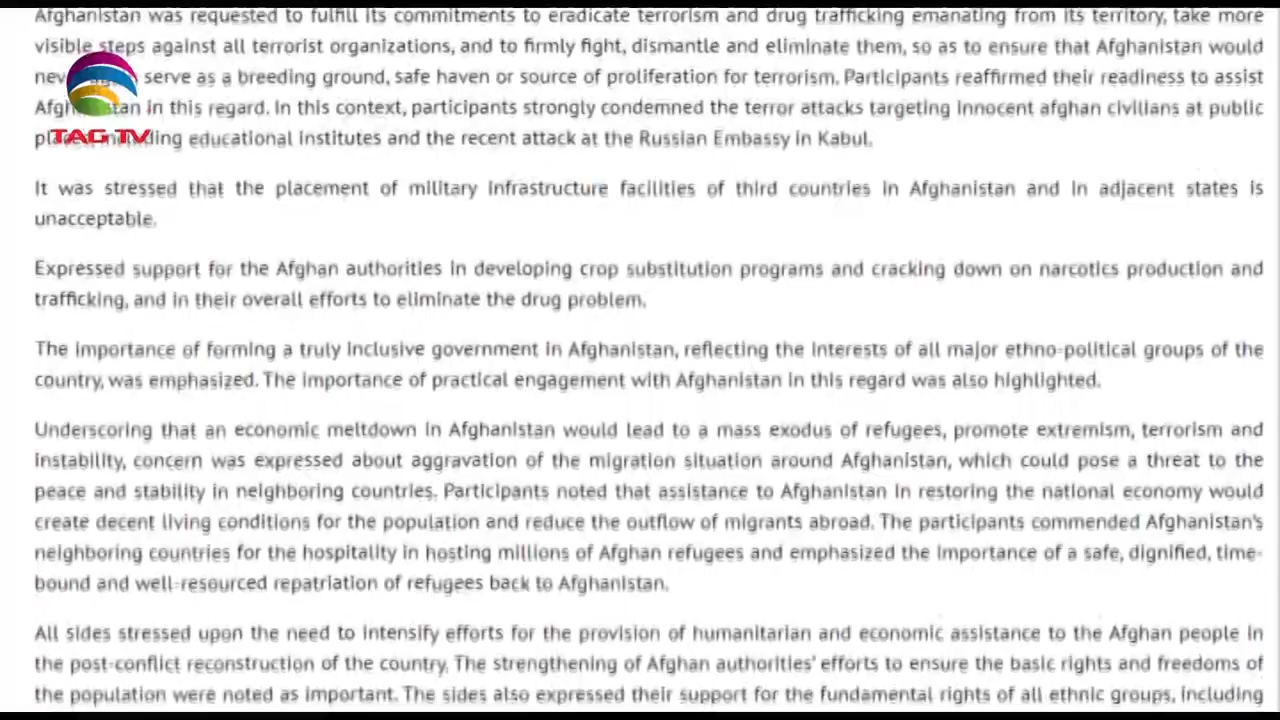 Afghanistan was requested to fulfill its commitments to eradicate terrorism and drug trafficking emanating from its territory, take more
visible steps against all terrorist organizations, and to firmly fight, dismantle and eliminate them, so as to ensure that Afghanistan would
serve as a breeding ground, safe haven or source of proliferation for terrorism. Participants reaffirmed their readiness to assist
Afghanistan in this regard. In this context, participants strongly condemned the terror attacks targeting innocent afghan civilians at public
TAG TV
including educational institutes and the recent attack at the Russian Embassy in Kabul.
It was stressed that the placement of military infrastructure facilities of third countries in Afghanistan and in adjacent states is
unacceptable.
Expressed support for the Afghan authorities in developing crop substitution programs and cracking down on narcotics production and
trafficking, and in their overall efforts to eliminate the drug problem.
The importance of forming a truly inclusive government in Afghanistan, reflecting the interests of all major ethno-political groups of the
country, was emphasized. The importance of practical engagement with Afghanistan in this regard was also highlighted.
Underscoring that an economic meltdown in Afghanistan would lead to a mass exodus of refugees, promote extremism, terrorism and
instability, concern was expressed about aggravation of the migration situation around Afghanistan, which could pose a threat to the
peace and stability in neighboring countries. Participants noted that assistance to Afghanistan in restoring the national economy would
create decent living conditions for the population and reduce the outflow of migrants abroad. The participants commended Afghanistan's
neighboring countries for the hospitality in hosting millions of Afghan refugees and emphasized the importance of a safe, dignified, time-
bound and well-resourced repatriation of refugees back to Afghanistan.
All sides stressed upon the need to intensify efforts for the provision of humanitarian and economic assistance to the Afghan people in
the post-conflict reconstruction of the country. The strengthening of Afghan authorities' efforts to ensure the basic rights and freedoms of
the population were noted as important. The sides also expressed their support for the fundamental rights of all ethnic groups, including